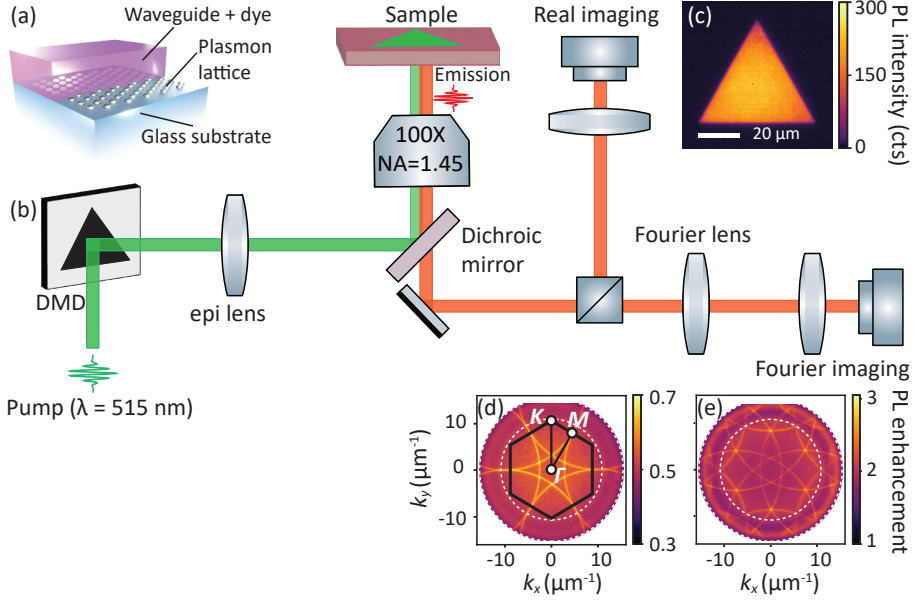 (a)
Waveguide + dye
Plasmon
lattice
Glass substrate
Sample
Emission
100X
NA=1.45
Real imaging
(c)
20 μm
300
150
0
PL intensity (cts)
(b)
DMD
epi lens
Dichroic
mirror
Fourier lens
Fourier imaging
Pump (λ = 515 nm)
(d)
K
M
Γ
10
0
-10
k_y (μm⁻¹)
-10
0
10
k_x (μm⁻¹)
0.7
0.5
0.3
(e)
-10
0
10
k_x (μm⁻¹)
3
2
1
PL enhancement